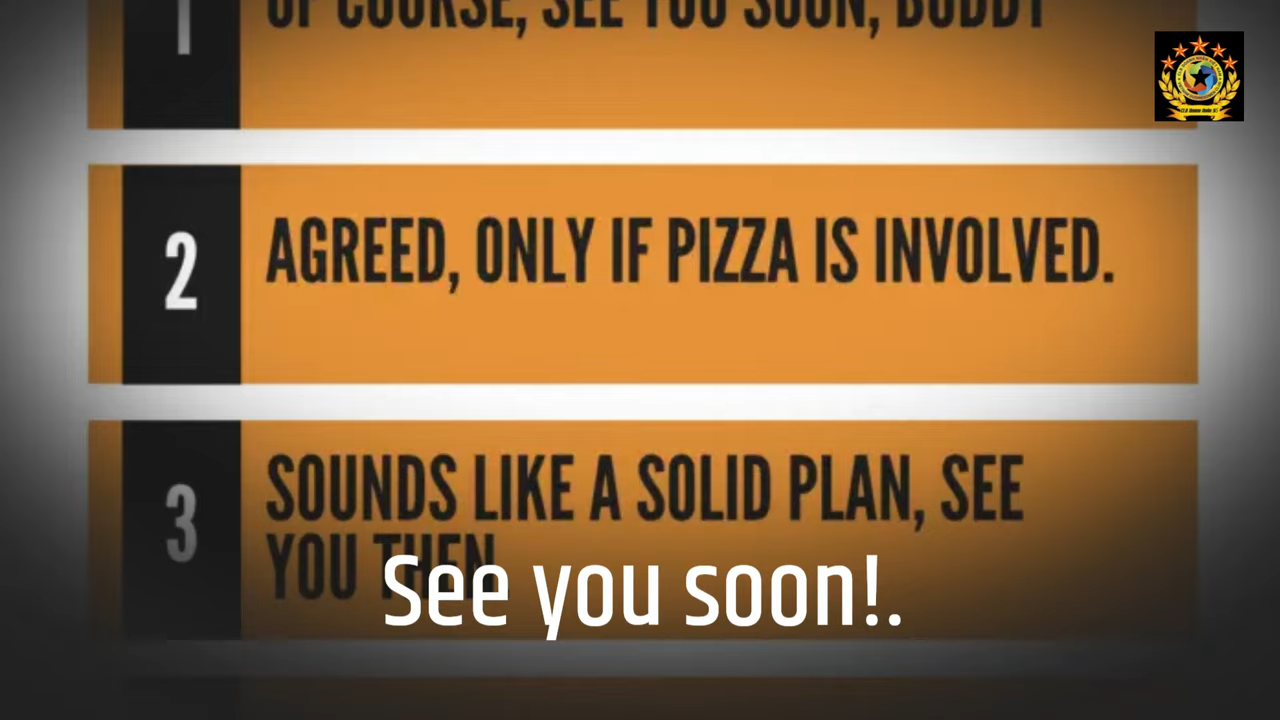 1
OF COURSE, SEE YOU SOON, BUDDY
2
AGREED, ONLY IF PIZZA IS INVOLVED.
3
SOUNDS LIKE A SOLID PLAN, SEE
YOU THEN
See you soon!.